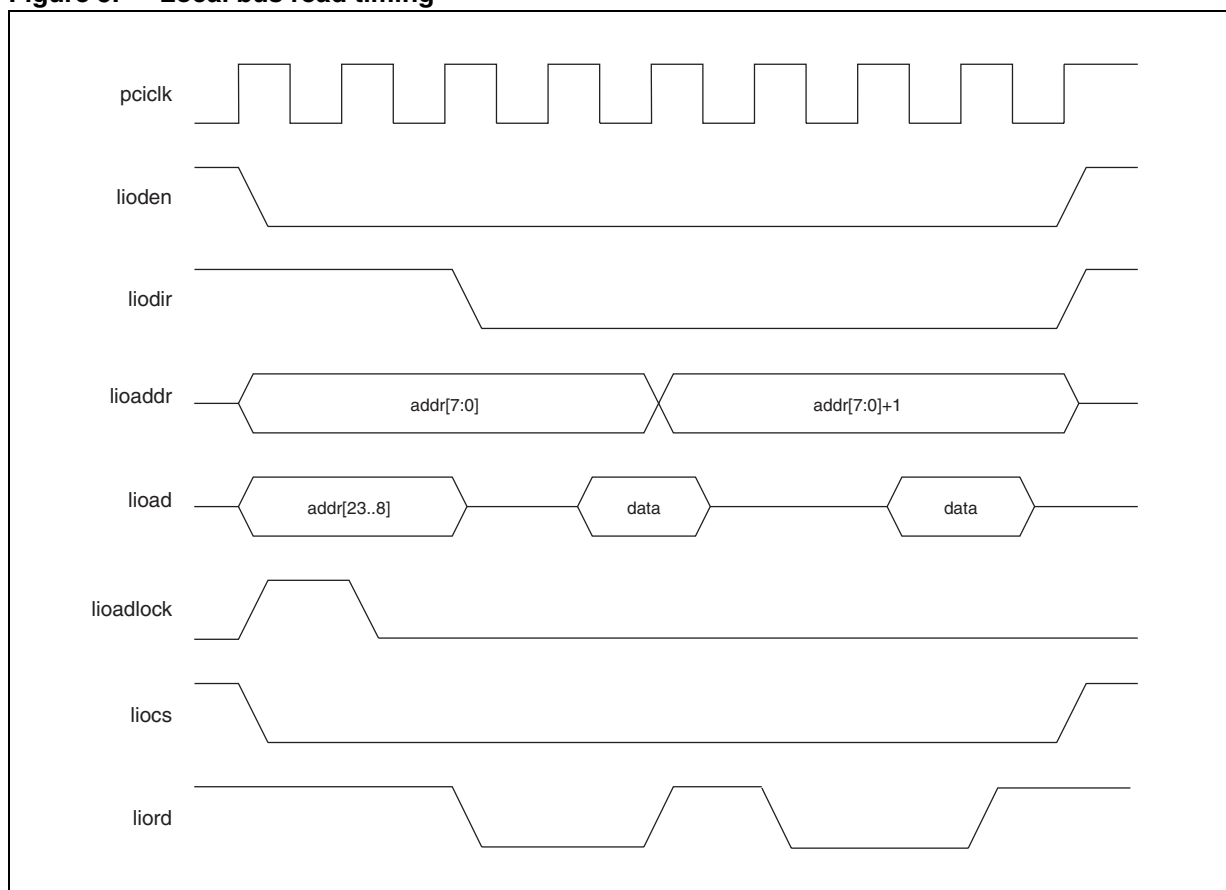 Figure 3. Local bus read timing
pciclk
lioden
liodir
lioaddr
addr[7:0]
addr[7:0]+1
lioad
addr[23..8]
data
data
lioadlock
liocs
liord